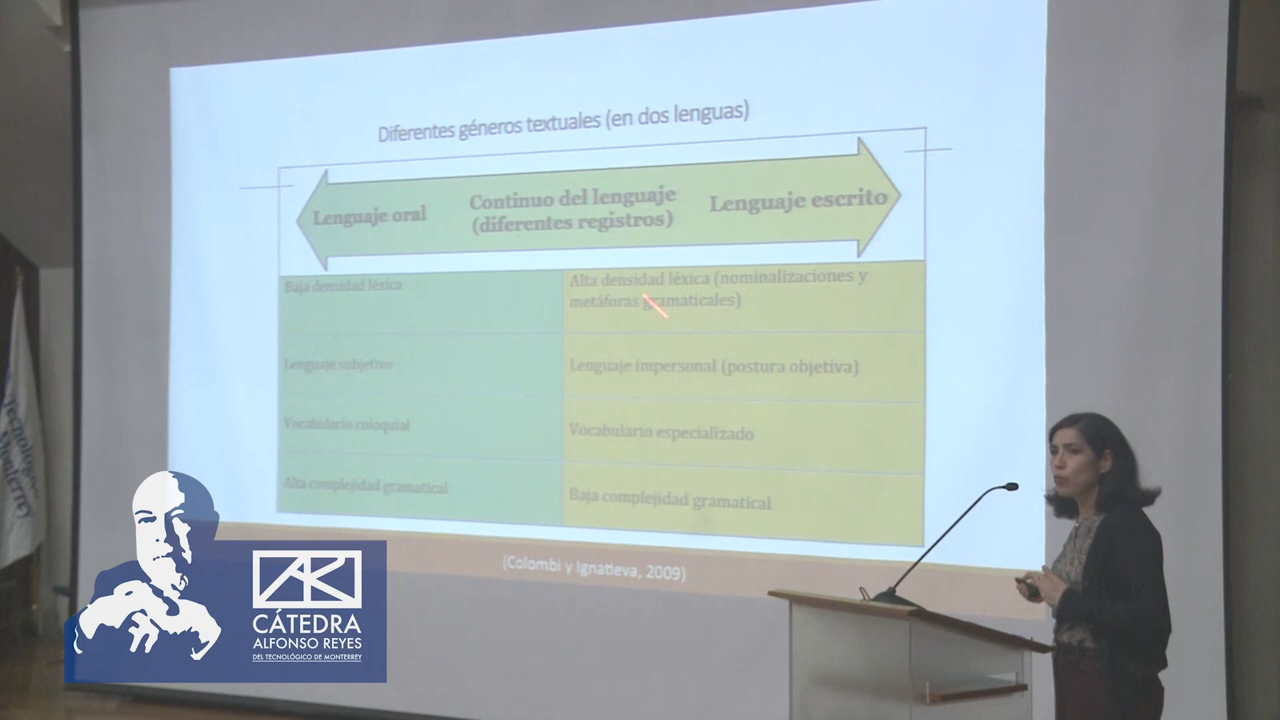 Diferentes géneros textuales (en dos lenguas)
Lenguaje oral
Continuo del lenguaje
(diferentes registros)
Lenguaje escrito
Baja densidad léxica
Alta densidad léxica (nominalizaciones y
metáforas gramaticales)
Lenguaje subjetivo
Lenguaje impersonal (postura objetiva)
Vocabulario coloquial
Vocabulario especializado
Alta complejidad gramatical
Baja complejidad gramatical
(Colombi y Ignatieva, 2009)
Monterrey
AR
CÁTEDRA
ALFONSO REYES
DEL TECNOLÓGICO DE MONTERREY